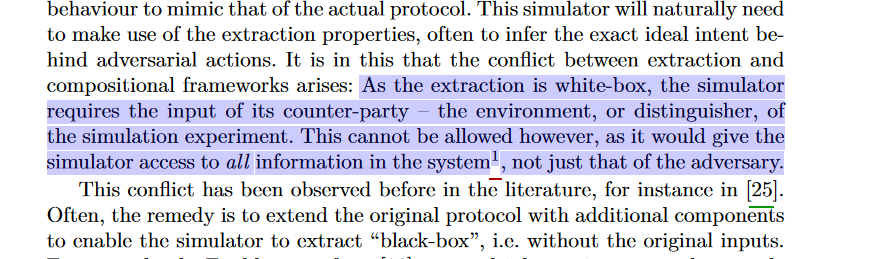 behaviour to mimic that of the actual protocol. This simulator will naturally need
to make use of the extraction properties, often to infer the exact ideal intent be-
hind adversarial actions. It is in this that the conflict between extraction and
compositional frameworks arises: As the extraction is white-box, the simulator
requires the input of its counter-party – the environment, or distinguisher, of
the simulation experiment. This cannot be allowed however, as it would give the
simulator access to all information in the system1, not just that of the adversary.
This conflict has been observed before in the literature, for instance in [25].
Often, the remedy is to extend the original protocol with additional components
to enable the simulator to extract “black-box”, i.e. without the original inputs.